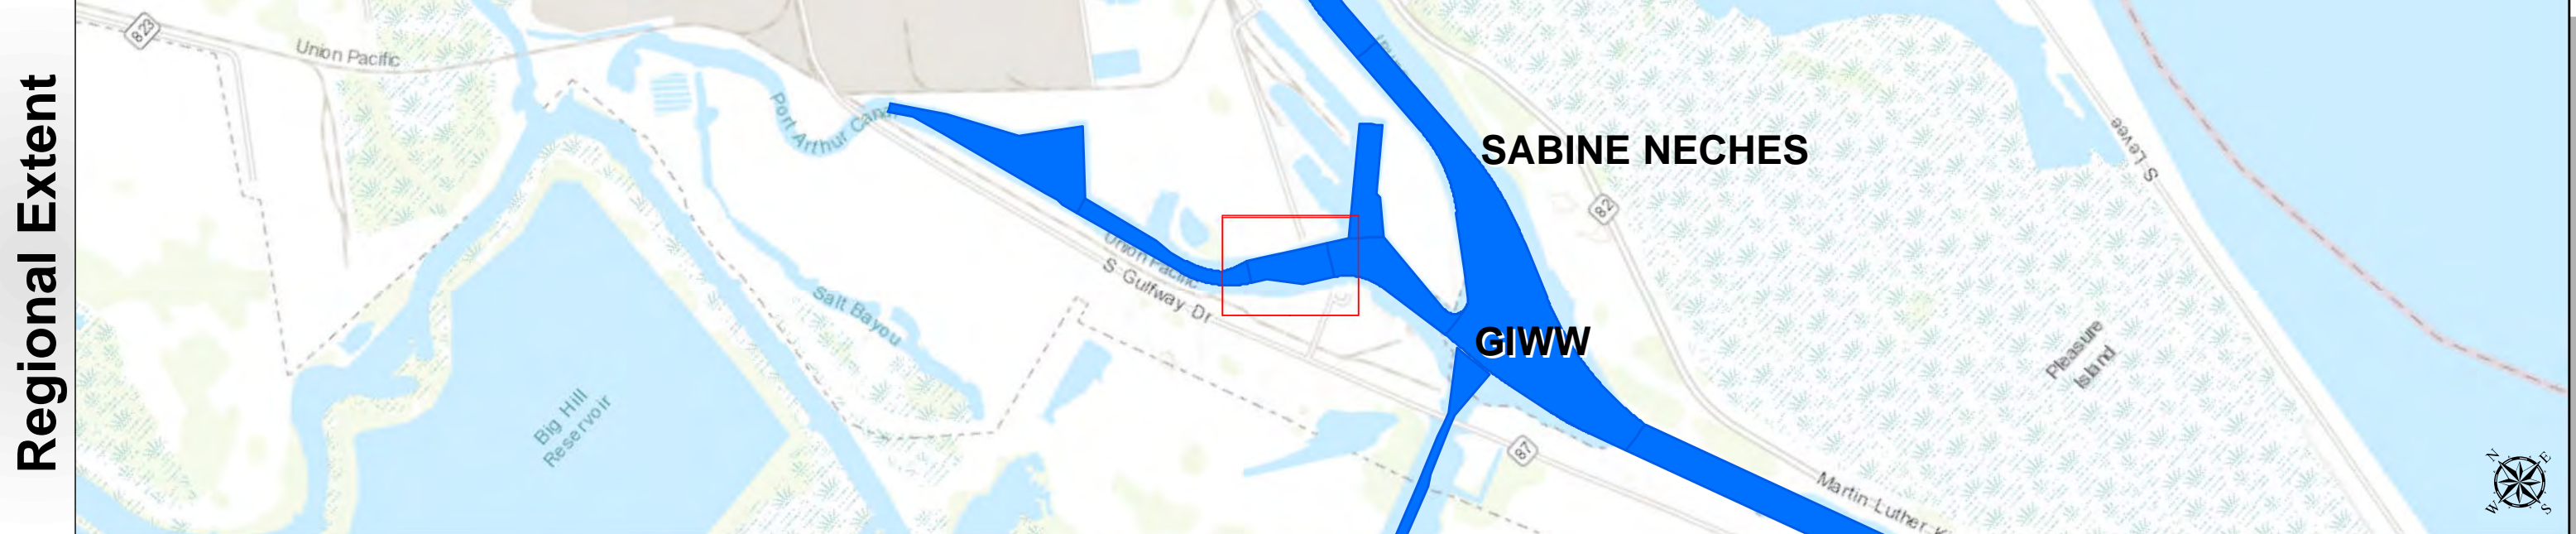 Regional Extent
823
Union Pacific
Port Arthur Canal
SABINE NECHES
S Levee
S
82
Union Pacific
S Gulfway Dr
Salt Bayou
GIWW
Pleasure
Island
Big Hill
Reservoir
87
Martin Luther K
N
E
W
S